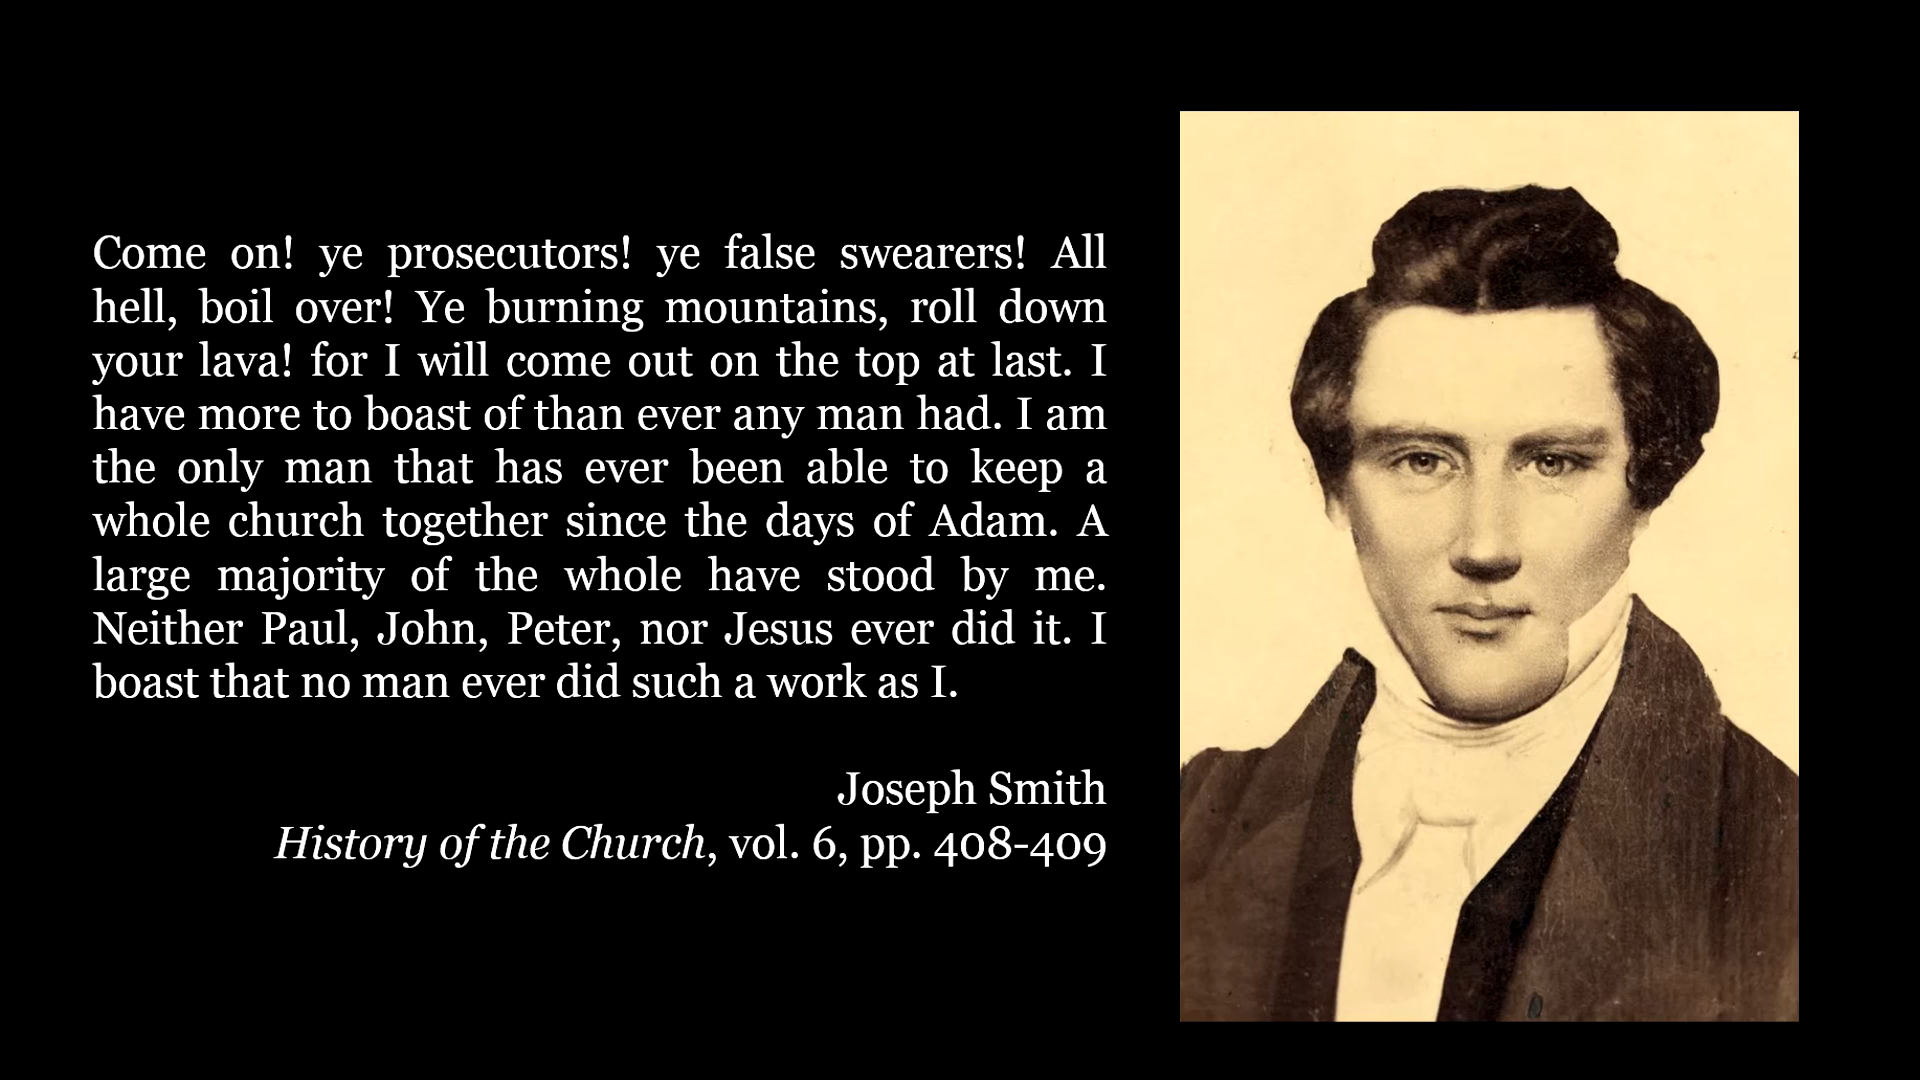 Come on! ye prosecutors! ye false swearers! All
hell, boil over! Ye burning mountains, roll down
your lava! for I will come out on the top at last. I
have more to boast of than ever any man had. I am
the only man that has ever been able to keep a
whole church together since the days of Adam. A
large majority of the whole have stood by me.
Neither Paul, John, Peter, nor Jesus ever did it. I
boast that no man ever did such a work as I.
Joseph Smith
History of the Church, vol. 6, pp. 408-409